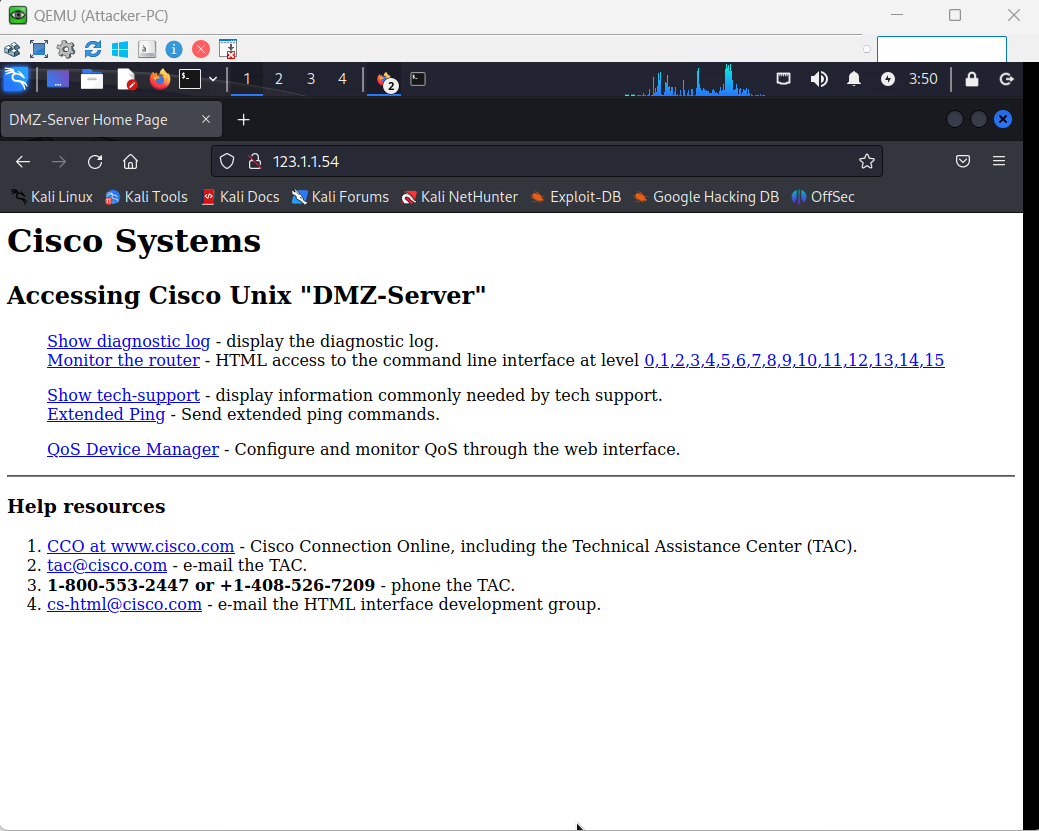 QEMU (Attacker-PC)
1 2 3 4 2 3:50
DMZ-Server Home Page
123.1.1.54
Kali Linux Kali Tools Kali Docs Kali Forums Kali NetHunter Exploit-DB Google Hacking DB OffSec
Cisco Systems
Accessing Cisco Unix "DMZ-Server"
Show diagnostic log - display the diagnostic log.
Monitor the router - HTML access to the command line interface at level 0,1,2,3,4,5,6,7,8,9,10,11,12,13,14,15
Show tech-support - display information commonly needed by tech support.
Extended Ping - Send extended ping commands.
QoS Device Manager - Configure and monitor QoS through the web interface.
Help resources
1. CCO at www.cisco.com - Cisco Connection Online, including the Technical Assistance Center (TAC).
2. tac@cisco.com - e-mail the TAC.
3. 1-800-553-2447 or +1-408-526-7209 - phone the TAC.
4. cs-html@cisco.com - e-mail the HTML interface development group.